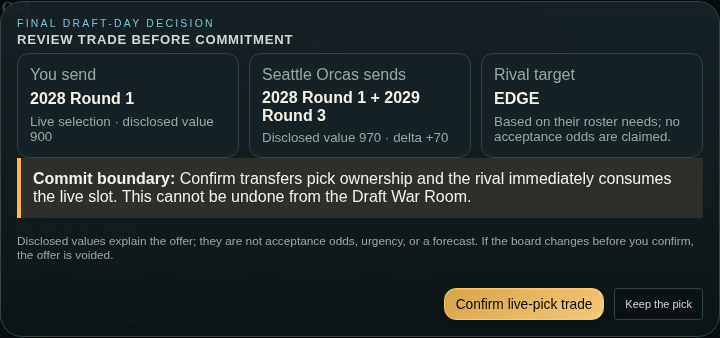 FINAL DRAFT-DAY DECISION
REVIEW TRADE BEFORE COMMITMENT
You send
2028 Round 1
Live selection · disclosed value
900
Seattle Orcas sends
2028 Round 1 + 2029
Round 3
Disclosed value 970 · delta +70
Rival target
EDGE
Based on their roster needs; no
acceptance odds are claimed.
Commit boundary: Confirm transfers pick ownership and the rival immediately consumes
the live slot. This cannot be undone from the Draft War Room.
Disclosed values explain the offer; they are not acceptance odds, urgency, or a forecast. If the board changes before you confirm,
the offer is voided.
Confirm live-pick trade
Keep the pick